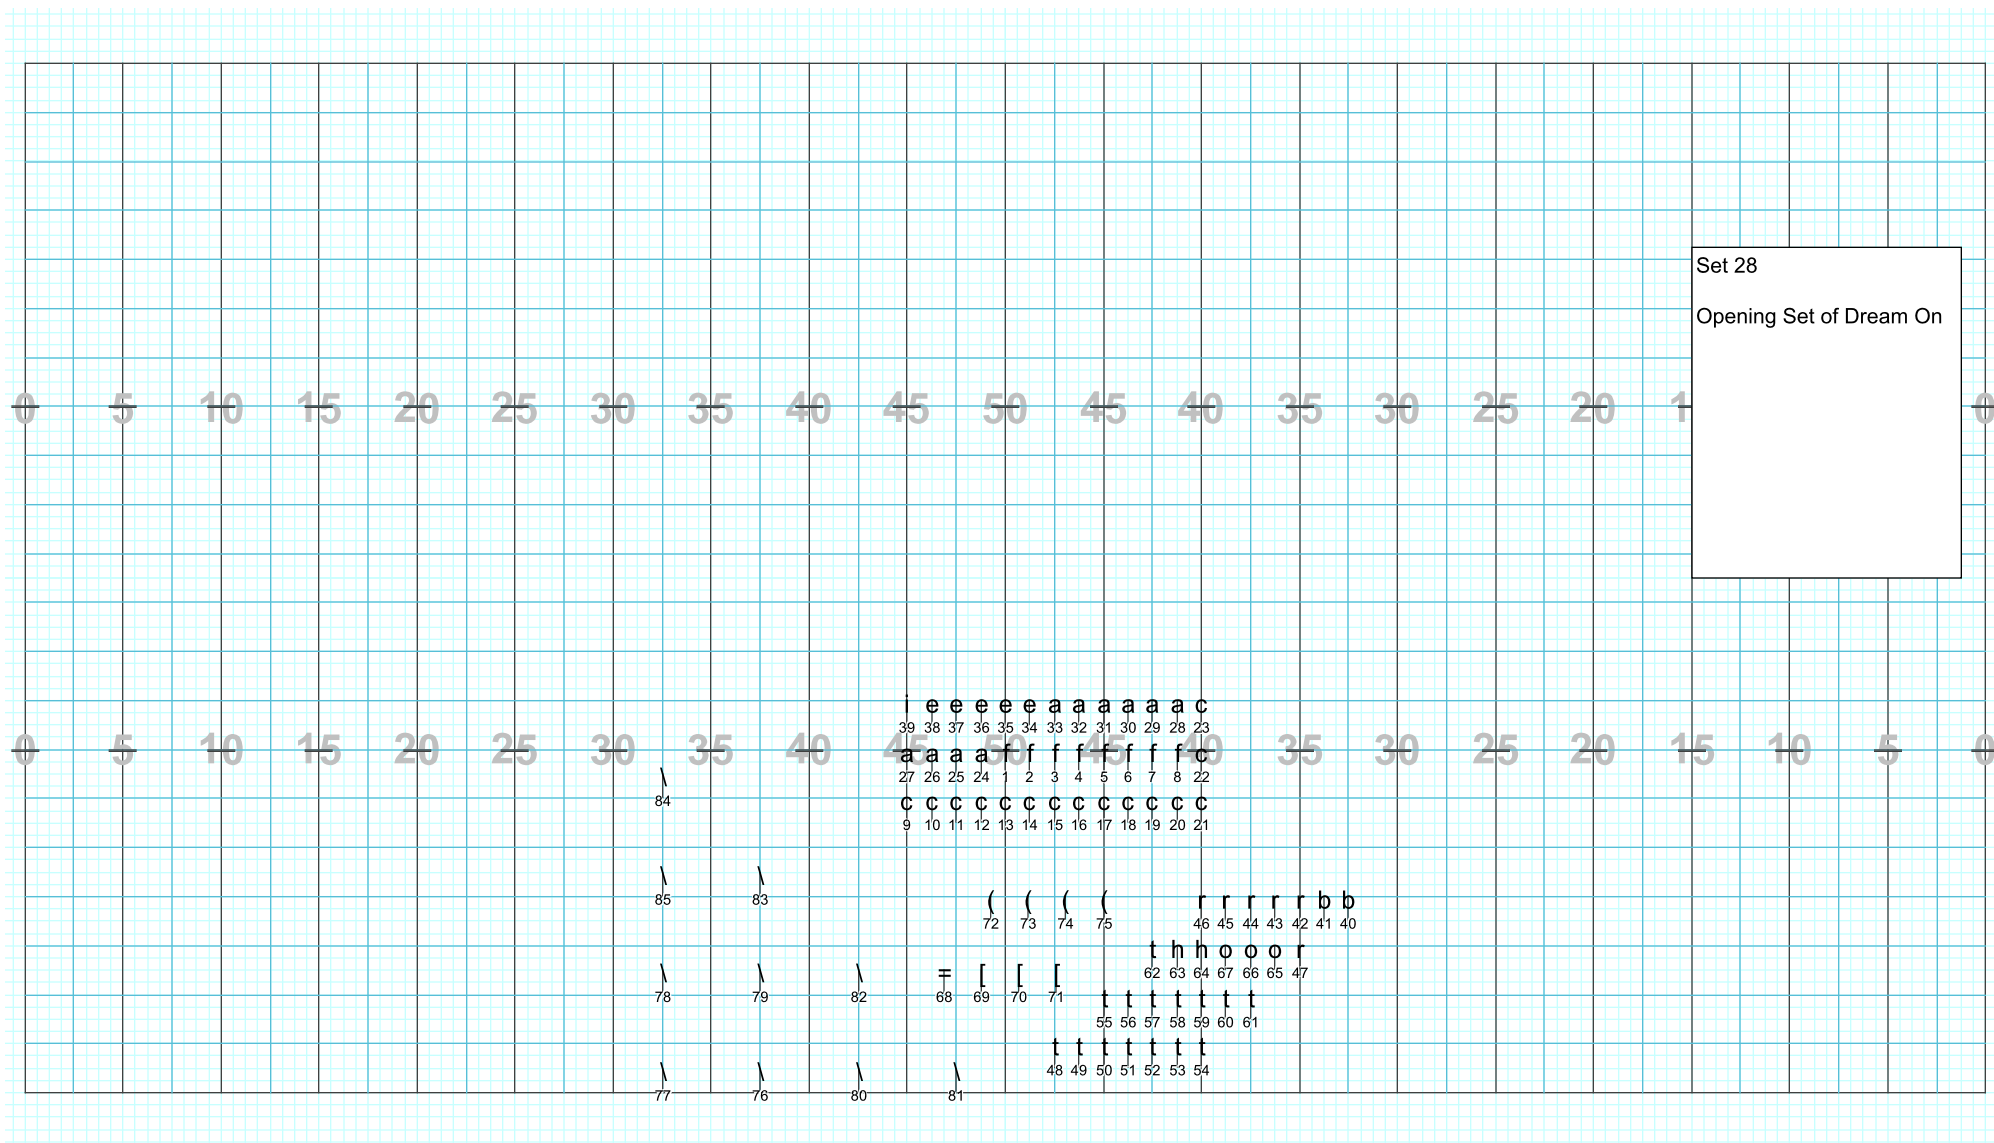 Set 28
Opening Set of Dream On
0 5 10 15 20 25 30 35 40 45 50 45 40 35 30 25 20 1 0
i e e e e e a a a a a a c
39 38 37 36 35 34 33 32 31 30 29 28 23
0 5 10 15 20 25 30 35 40 45 50 45 40 35 30 25 20 15 10 5 0
a a a a f f f f f f f f c
27 26 25 24 1 2 3 4 5 6 7 8 22
\
84
c c c c c c c c c c c c c
9 10 11 12 13 14 15 16 17 18 19 20 21
\ \
85 83
( ( ( ( r r r r r b b
72 73 74 75 46 45 44 43 42 41 40
t h h o o o r
62 63 64 67 66 65 47
\ \ \ = [ [ [
78 79 82 68 69 70 71
t t t t t t t
55 56 57 58 59 60 61
t t t t t t t
48 49 50 51 52 53 54
\ \ \ \
77 76 80 81